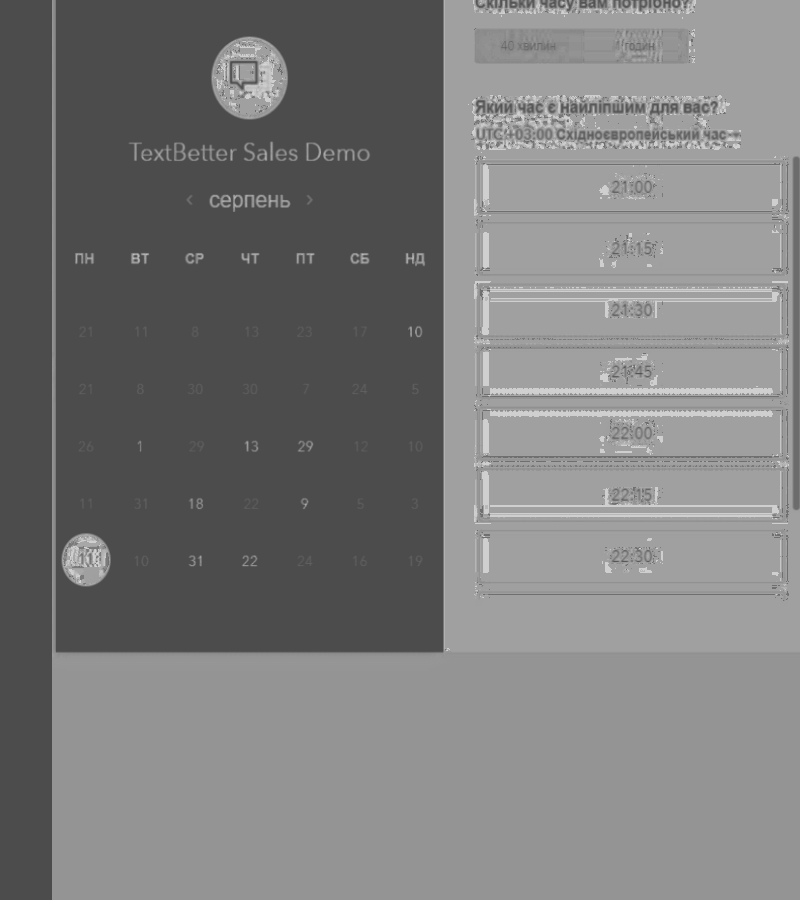 Скільки часу вам потрібно?
40 хвилин 1 годин
TextBetter Sales Demo
серпень
ПН ВТ СР ЧТ ПТ СБ НД
21 11 8 13 23 17 10
21 8 30 30 7 24 5
26 1 29 13 29 12 10
11 31 18 22 9 5 3
10 31 22 24 16 19
Який час є найліпшим для вас?
UTC +03:00 Східноєвропейський час
21:00
21:15
21:30
21:45
22:00
22:15
22:30